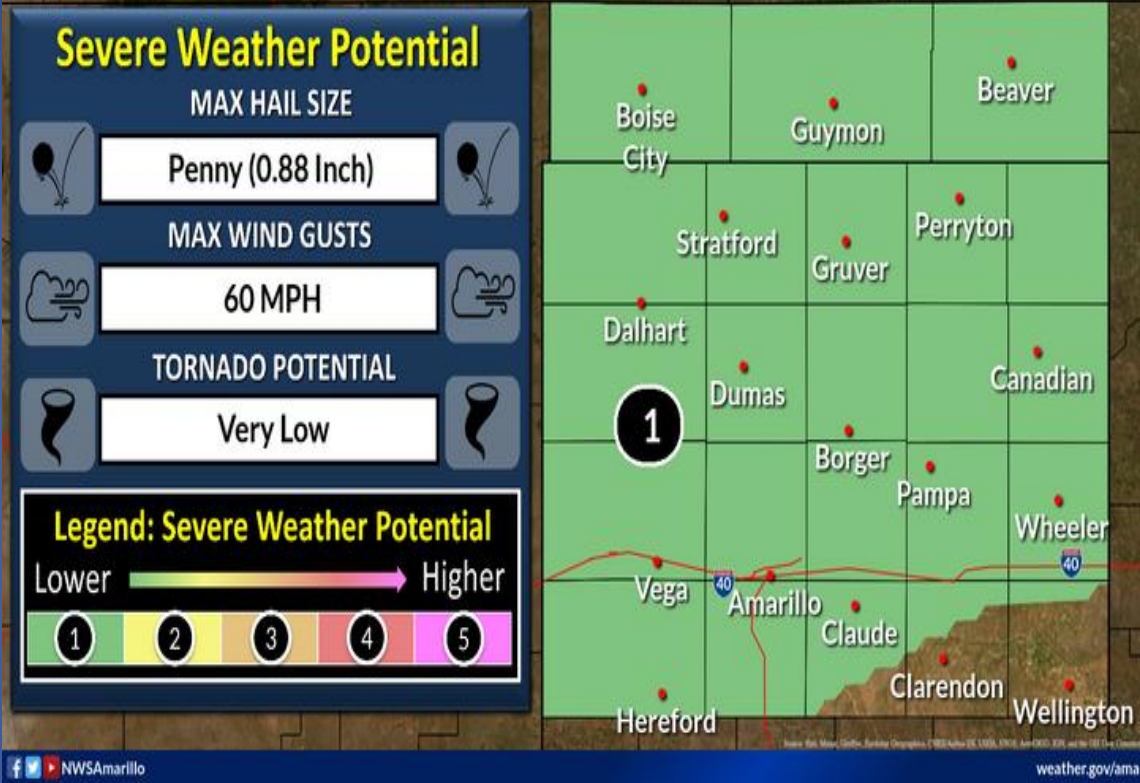 Severe Weather Potential
MAX HAIL SIZE
Penny (0.88 Inch)
MAX WIND GUSTS
60 MPH
TORNADO POTENTIAL
Very Low
Legend: Severe Weather Potential
Lower
Higher
1
2
3
4
5
Boise
City
Guymon
Beaver
Stratford
Gruver
Perryton
Dalhart
Dumas
Canadian
1
Borger
Pampa
Wheeler
40
Vega
40
Amarillo
Claude
Clarendon
Wellington
Hereford
NWSAmarillo
weather.gov/ama